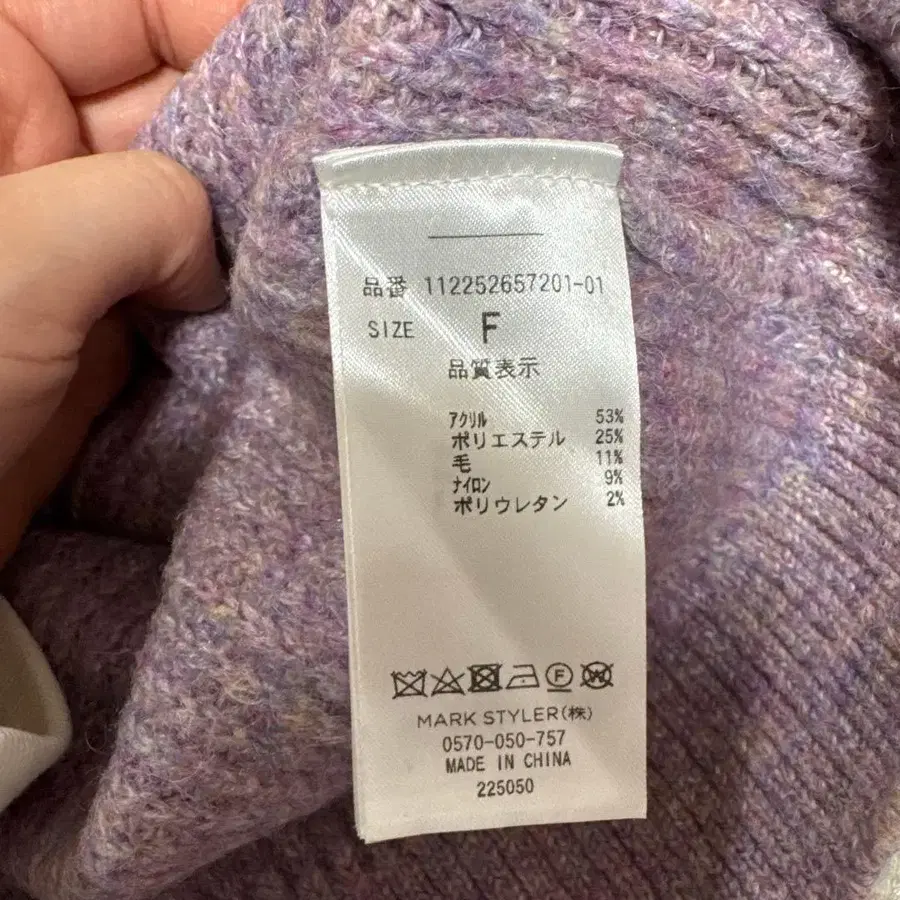 品番 112252657201-01
SIZE F
品質表示
アクリル 53%
ポリエステル 25%
毛 11%
ナイロン 9%
ポリウレタン 2%
MARK STYLER(株)
0570-050-757
MADE IN CHINA
225050